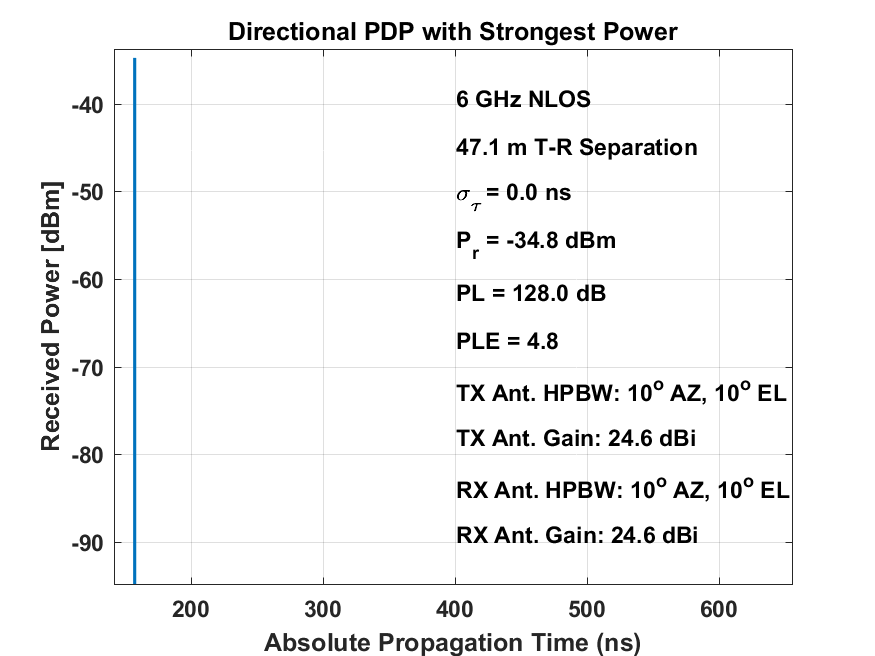 Directional PDP with Strongest Power
Received Power [dBm]
-40
-50
-60
-70
-80
-90
6 GHz NLOS
47.1 m T-R Separation
στ = 0.0 ns
Pr = -34.8 dBm
PL = 128.0 dB
PLE = 4.8
TX Ant. HPBW: 10o AZ, 10o EL
TX Ant. Gain: 24.6 dBi
RX Ant. HPBW: 10o AZ, 10o EL
RX Ant. Gain: 24.6 dBi
200 300 400 500 600
Absolute Propagation Time (ns)